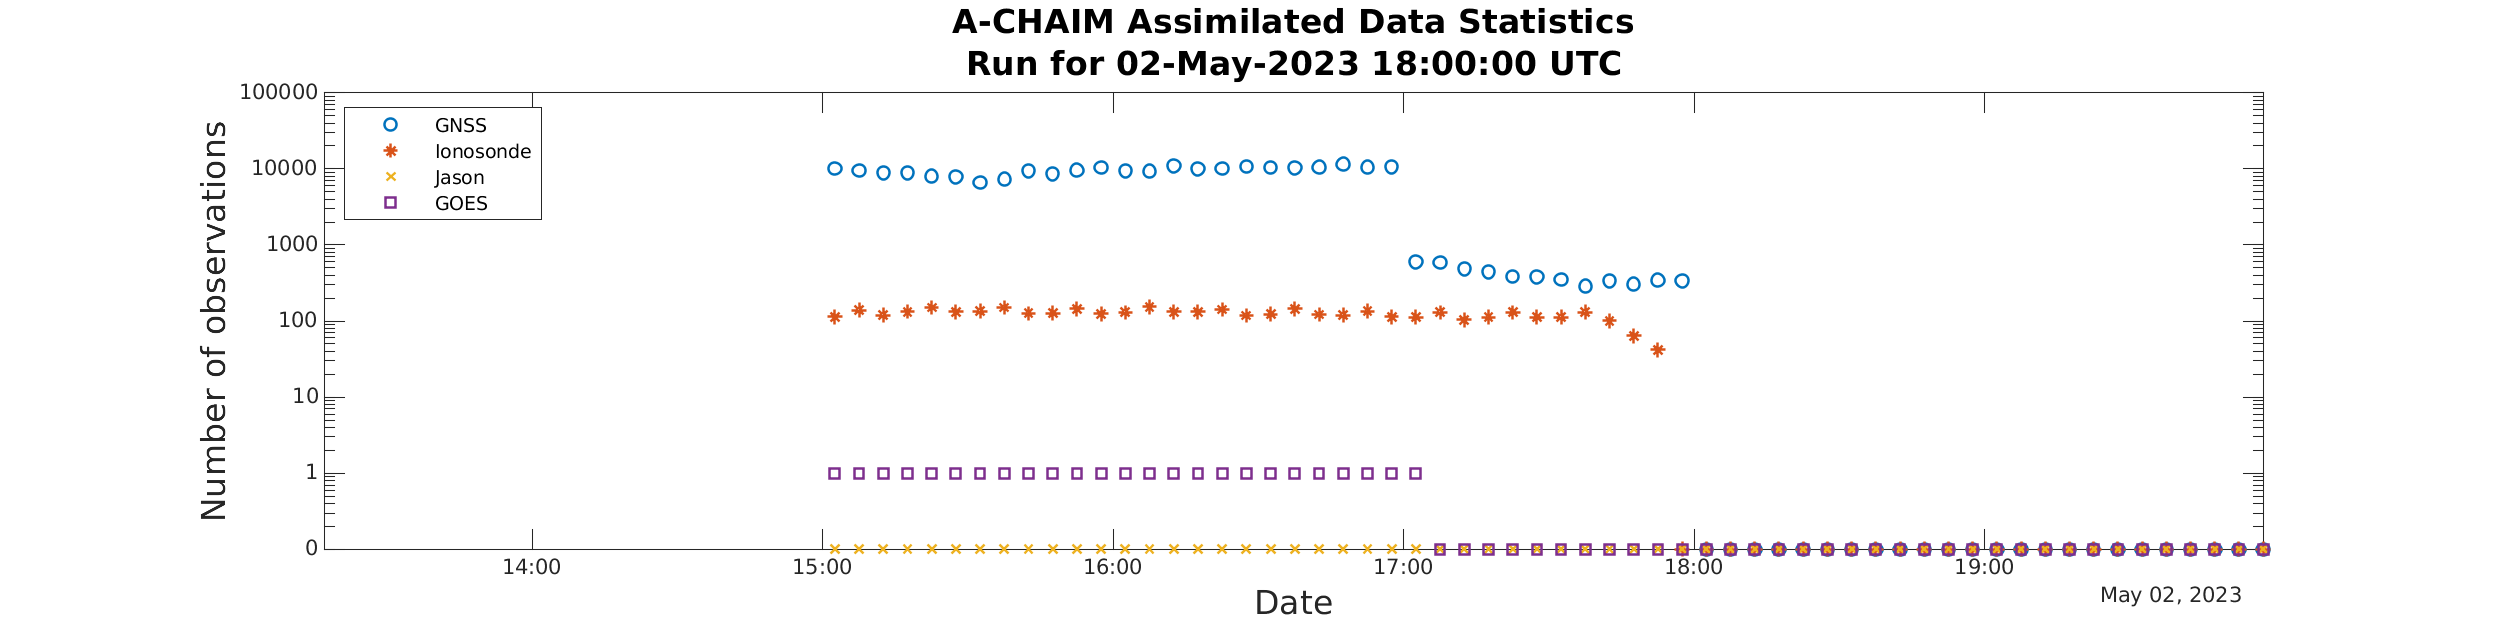 A-CHAIM Assimilated Data Statistics
Run for 02-May-2023 18:00:00 UTC
Number of observations
100000
10000
1000
100
10
1
0
GNSS
Ionosonde
Jason
GOES
14:00
15:00
16:00
17:00
18:00
19:00
Date
May 02, 2023